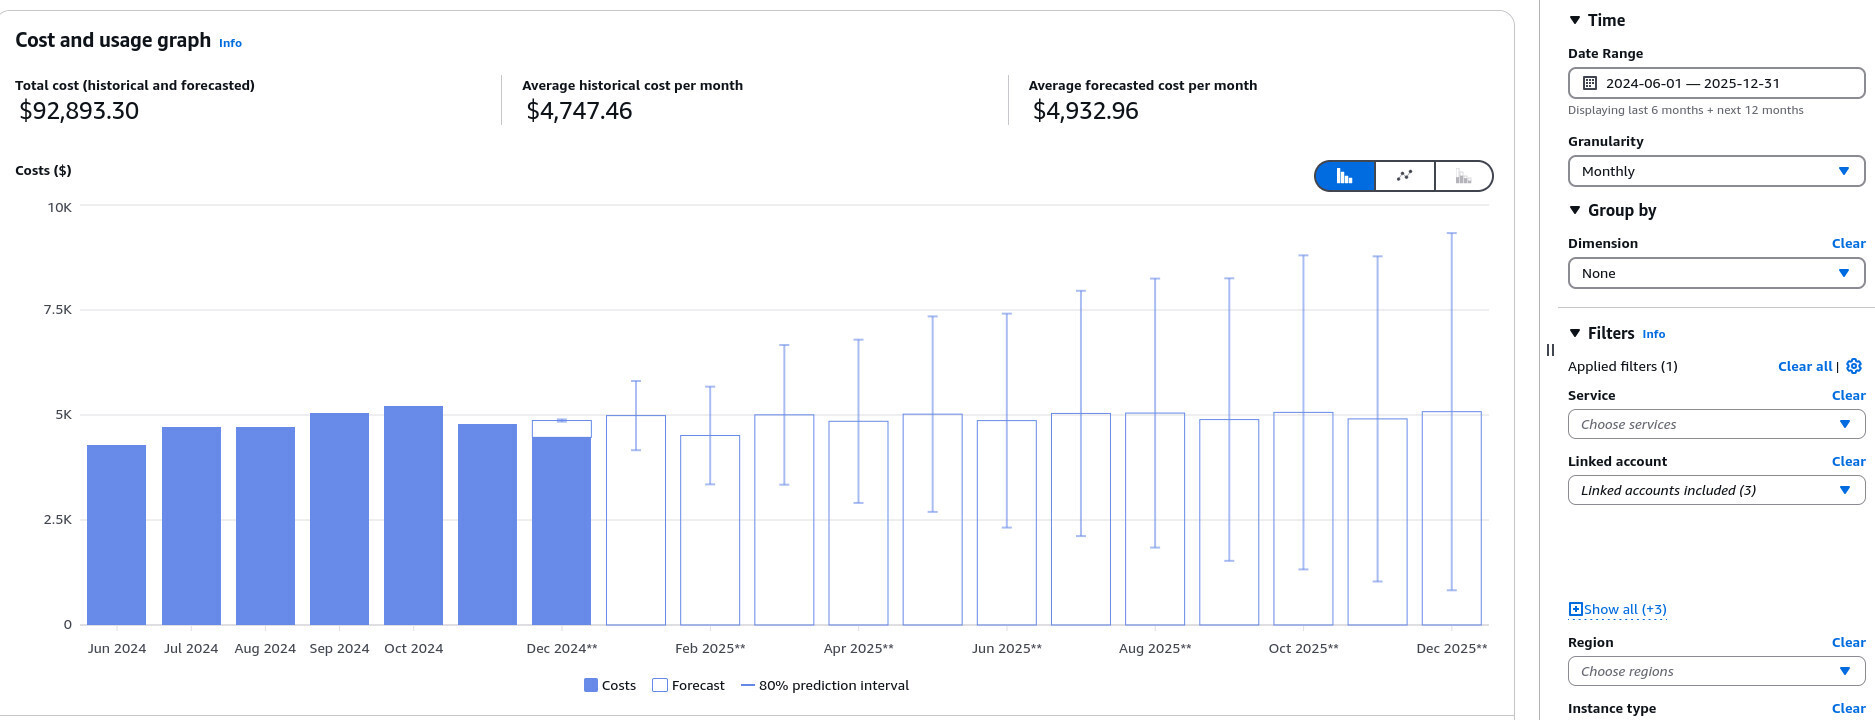 Cost and usage graph Info
Total cost (historical and forecasted)
$92,893.30
Average historical cost per month
$4,747.46
Average forecasted cost per month
$4,932.96
Costs ($)
10K
7.5K
5K
2.5K
0
Jun 2024 Jul 2024 Aug 2024 Sep 2024 Oct 2024 Dec 2024** Feb 2025** Apr 2025** Jun 2025** Aug 2025** Oct 2025** Dec 2025**
Costs Forecast 80% prediction interval
Time
Date Range
2024-06-01 — 2025-12-31
Displaying last 6 months + next 12 months
Granularity
Monthly
Group by
Dimension Clear
None
Filters Info
Applied filters (1) Clear all |
Service Clear
Choose services
Linked account Clear
Linked accounts included (3)
Show all (+3)
Region Clear
Choose regions
Instance type Clear